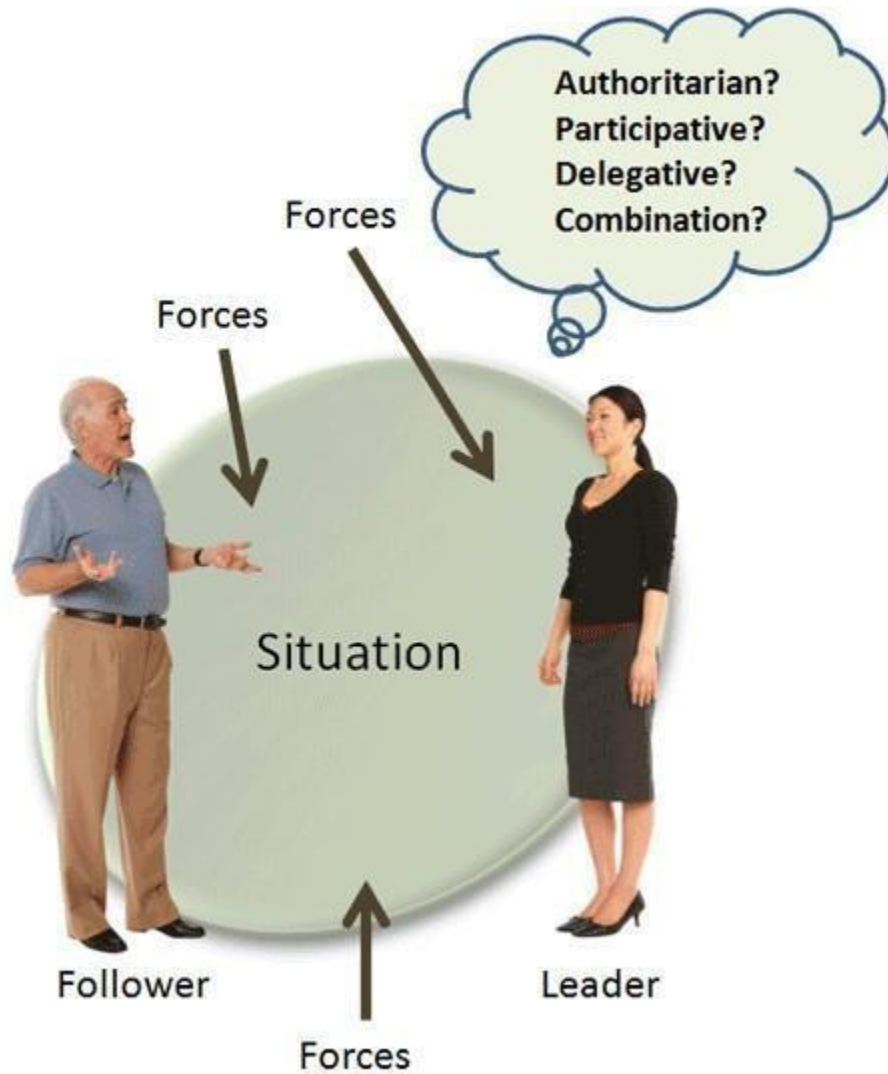 Authoritarian?
Participative?
Delegative?
Combination?
Forces
Forces
Situation
Follower
Leader
Forces